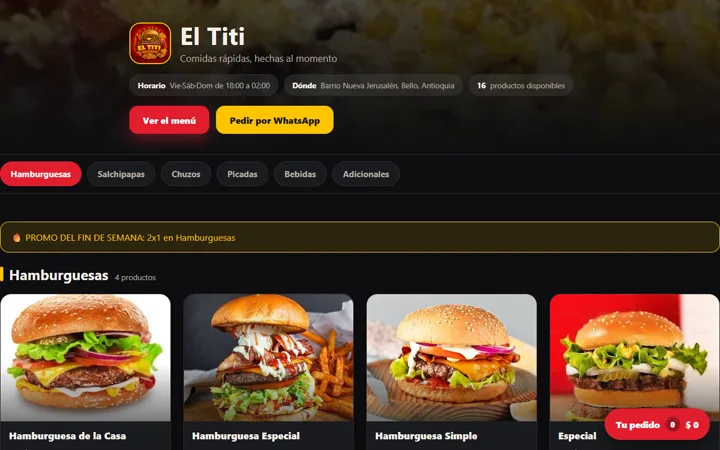 EL TITI
El Titi
Comidas rápidas, hechas al momento
Horario Vie-Sáb-Dom de 18:00 a 02:00
Dónde Barrio Nueva Jerusalén, Bello, Antioquia
16 productos disponibles
Ver el menú
Pedir por WhatsApp
Hamburguesas
Salchipapas
Chuzos
Picadas
Bebidas
Adicionales
PROMO DEL FIN DE SEMANA: 2x1 en Hamburguesas
Hamburguesas 4 productos
Hamburguesa de la Casa
Hamburguesa Especial
Hamburguesa Simple
Especial
Tu pedido 0 $ 0